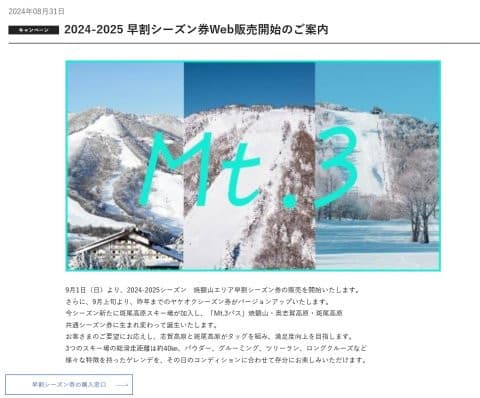 2024年08月31日
キャンペーン
2024-2025 早割シーズン券Web販売開始のご案内
Mt.3
9月1日（日）より、2024-2025シーズン　焼額山エリア早割シーズン券の販売を開始いたします。
さらに、9月上旬より、昨年までのヤケオクシーズン券がバージョンアップいたします。
今シーズン新たに斑尾高原スキー場が加入し、「Mt.3パス」焼額山・奥志賀高原・斑尾高原
共通シーズン券に生まれ変わって誕生いたします。
お客さまのご要望にお応えし、志賀高原と斑尾高原がタッグを組み、満足度向上を目指します。
3つのスキー場の総滑走距離は約40㎞、パウダー、グルーミング、ツリーラン、ロングクルーズなど
様々な特徴を持ったゲレンデを、その日のコンディションに合わせて存分にお楽しみいただけます。
早割シーズン券の購入窓口